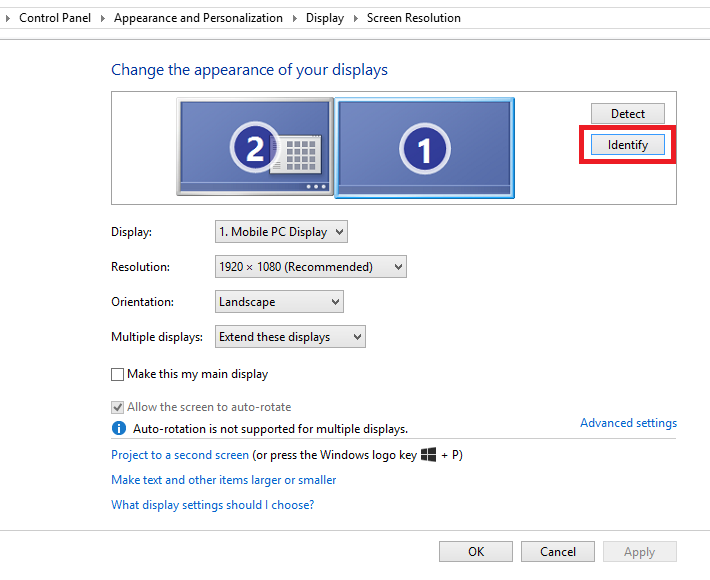 Control Panel Appearance and Personalization Display Screen Resolution
Change the appearance of your displays
2
1
Detect
Identify
Display: 1. Mobile PC Display
Resolution: 1920 × 1080 (Recommended)
Orientation: Landscape
Multiple displays: Extend these displays
Make this my main display
Allow the screen to auto-rotate
Auto-rotation is not supported for multiple displays.
Advanced settings
Project to a second screen (or press the Windows logo key + P)
Make text and other items larger or smaller
What display settings should I choose?
OK Cancel Apply